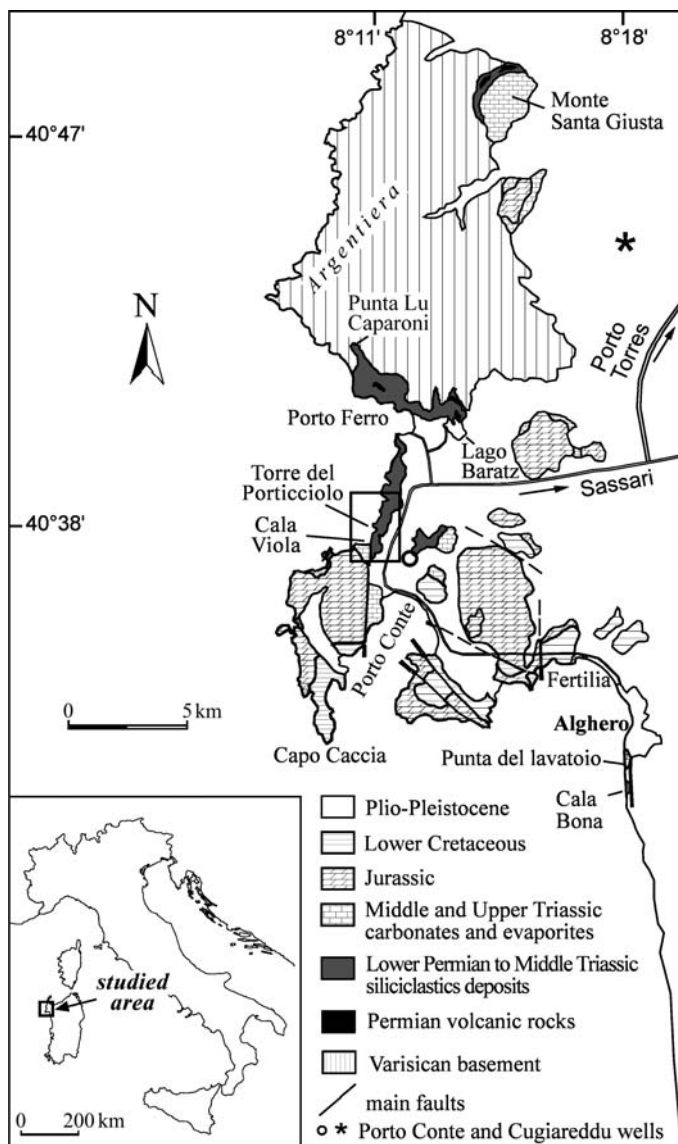 8°11'
8°18'
Monte
Santa Giusta
40°47'
Argentiera
N
Punta Lu
Caparoni
Porto
Torres
Porto Ferro
Lago
Baratz
Torre del
Porticciolo
Sassari
40°38'
Cala
Viola
Porto Conte
Fertilia
Alghero
0 5 km
Capo Caccia
Punta del lavatoio
Cala
Bona
Plio-Pleistocene
Lower Cretaceous
Jurassic
Middle and Upper Triassic
carbonates and evaporites
Lower Permian to Middle Triassic
siliciclastics deposits
Permian volcanic rocks
Varisican basement
main faults
Porto Conte and Cugiareddu wells
studied
area
0 200 km